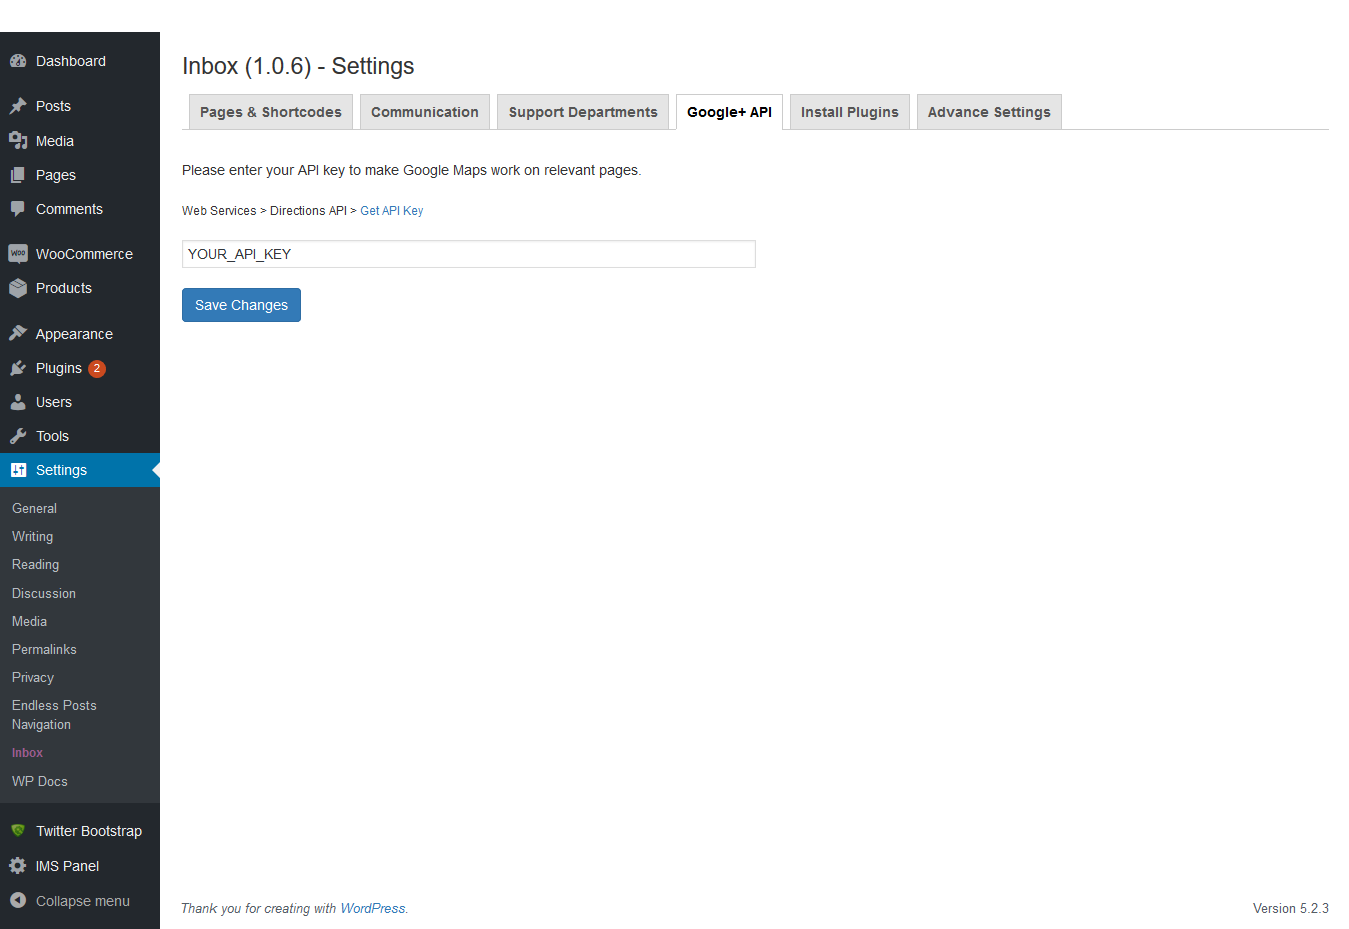 Dashboard
Posts
Media
Pages
Comments
Woo WooCommerce
Products
Appearance
Plugins 2
Users
Tools
Settings
General
Writing
Reading
Discussion
Media
Permalinks
Privacy
Endless Posts
Navigation
Inbox
WP Docs
Twitter Bootstrap
IMS Panel
Collapse menu
Inbox (1.0.6) - Settings
Pages & Shortcodes Communication Support Departments Google+ API Install Plugins Advance Settings
Please enter your API key to make Google Maps work on relevant pages.
Web Services > Directions API > Get API Key
YOUR_API_KEY
Save Changes
Thank you for creating with WordPress. Version 5.2.3